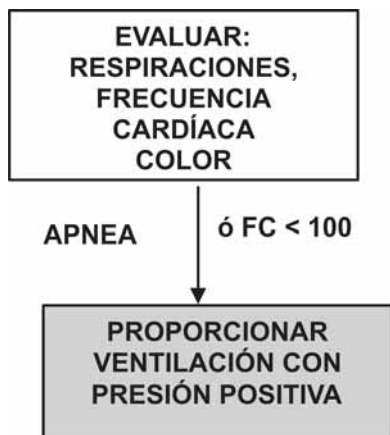 EVALUAR:
RESPIRACIONES,
FRECUENCIA
CARDÍACA
COLOR
APNEA
ó FC < 100
PROPORCIONAR
VENTILACIÓN CON
PRESIÓN POSITIVA